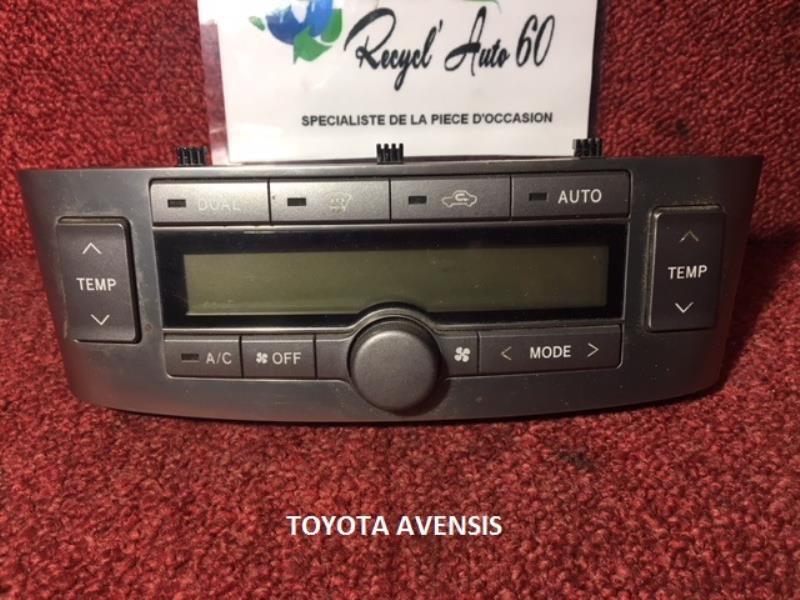 Recycl' Auto 60
SPECIALISTE DE LA PIECE D'OCCASION
DUAL
AUTO
TEMP
TEMP
A/C
OFF
< MODE >
TOYOTA AVENSIS